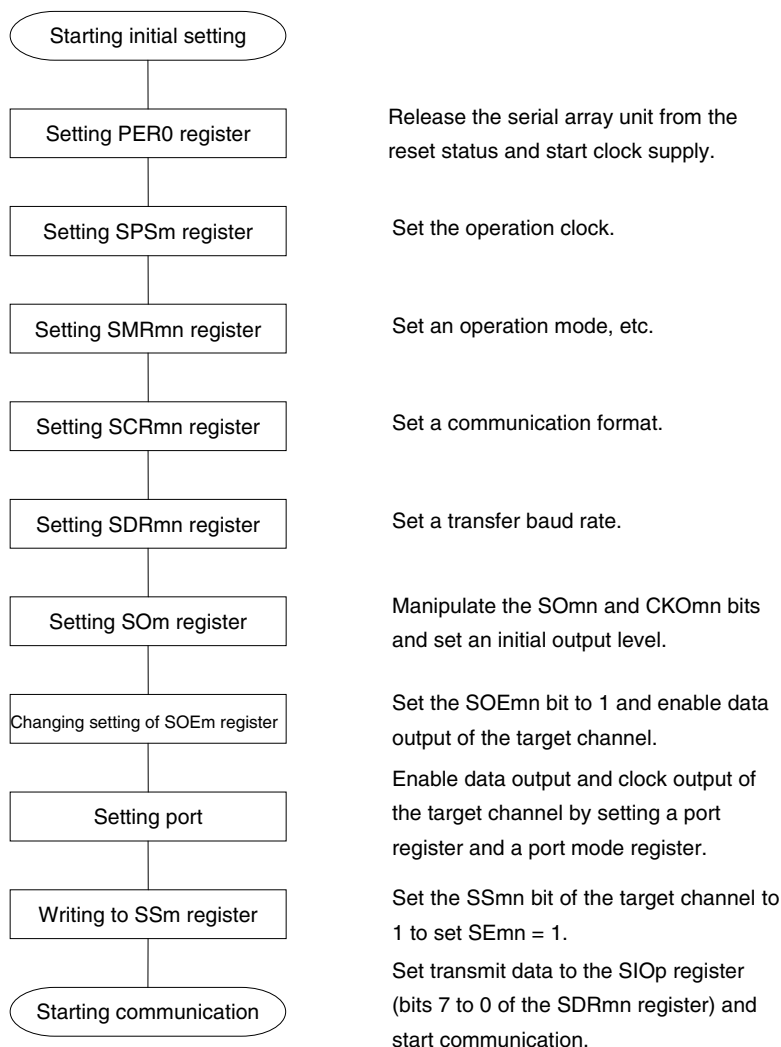 Starting initial setting
Setting PER0 register
Release the serial array unit from the
reset status and start clock supply.
Setting SPSm register
Set the operation clock.
Setting SMRmn register
Set an operation mode, etc.
Setting SCRmn register
Set a communication format.
Setting SDRmn register
Set a transfer baud rate.
Setting SOm register
Manipulate the SOmn and CKOmn bits
and set an initial output level.
Changing setting of SOEm register
Set the SOEmn bit to 1 and enable data
output of the target channel.
Setting port
Enable data output and clock output of
the target channel by setting a port
register and a port mode register.
Writing to SSm register
Set the SSmn bit of the target channel to
1 to set SEmn = 1.
Starting communication
Set transmit data to the SIOp register
(bits 7 to 0 of the SDRmn register) and
start communication.